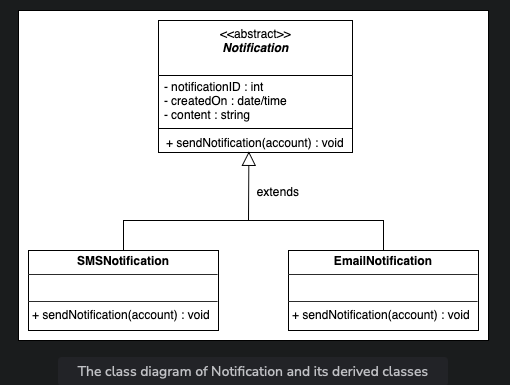 <<abstract>>
Notification
- notificationID : int
- createdOn : date/time
- content : string
+ sendNotification(account) : void
extends
SMSNotification
+ sendNotification(account) : void
EmailNotification
+ sendNotification(account) : void
The class diagram of Notification and its derived classes